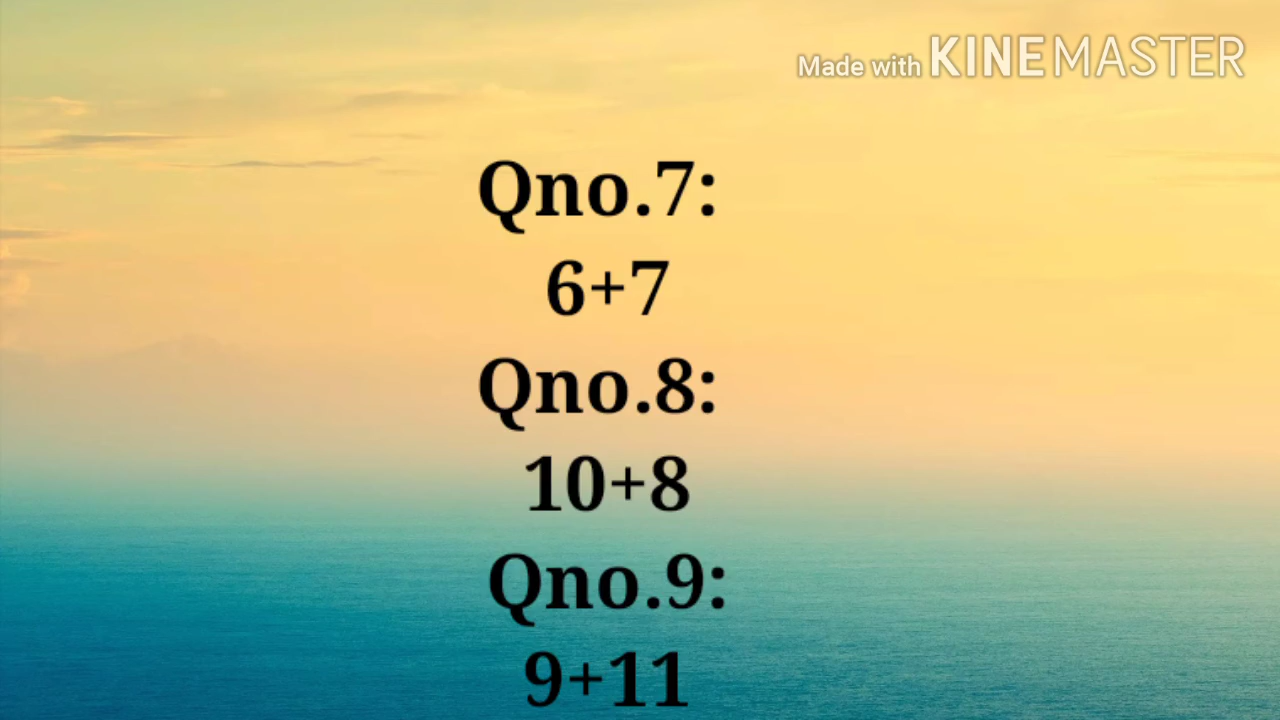 Made with KINEMASTER
Qno.7:
6+7
Qno.8:
10+8
Qno.9:
9+11